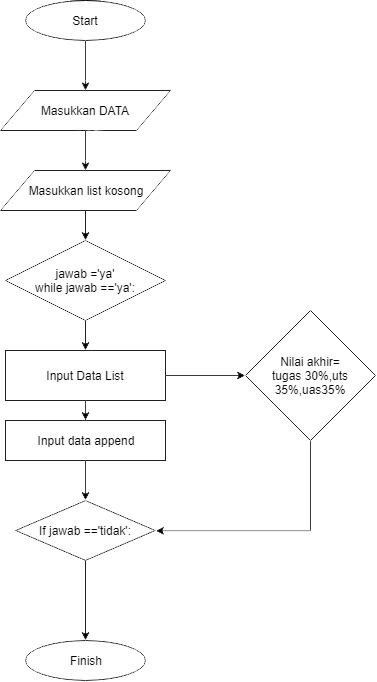 Start
Masukkan DATA
Masukkan list kosong
jawab ='ya'
while jawab =='ya':
Input Data List
Nilai akhir=
tugas 30%,uts
35%,uas35%
Input data append
If jawab =='tidak':
Finish